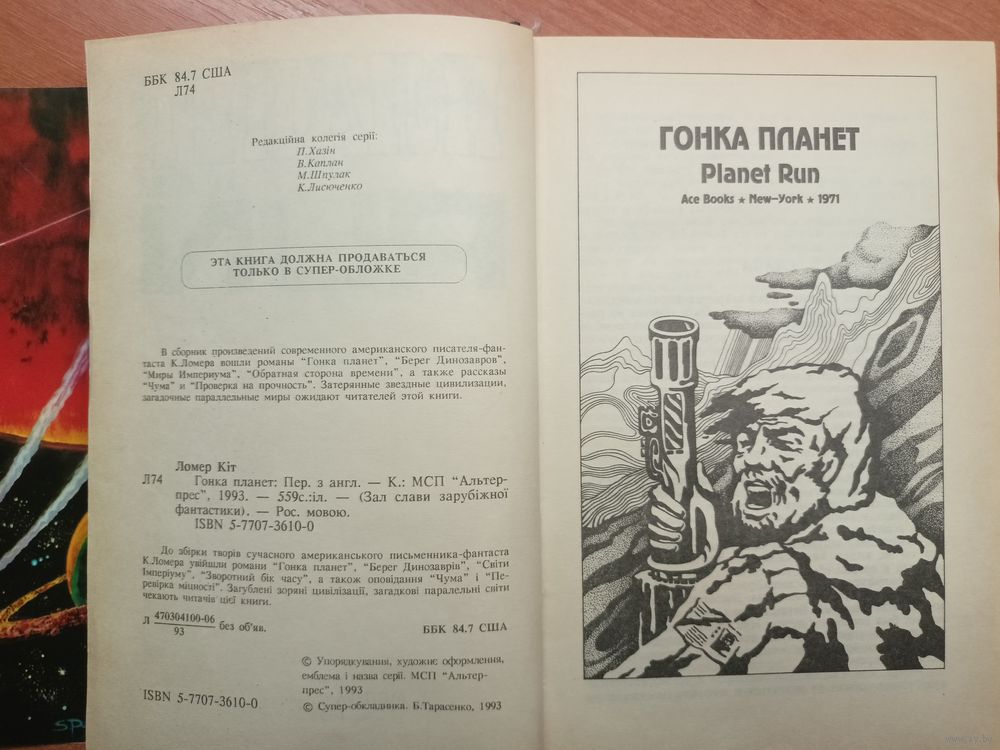 ББК 84.7 США
Л74
Редакційна колегія серії:
П.Хазін
В.Каплан
М.Шпулак
К.Лисюченко
ЭТА КНИГА ДОЛЖНА ПРОДАВАТЬСЯ
ТОЛЬКО В СУПЕР-ОБЛОЖКЕ
В сборник произведений современного американского писателя-фан-
таста К.Ломера вошли романы "Гонка планет", "Берег Динозавров",
"Миры Империума", "Обратная сторона времени", а также рассказы
"Чума" и "Проверка на прочность". Затерянные звездные цивилизации,
загадочные параллельные миры ожидают читателей этой книги.
Ломер Кіт
Л74 Гонка планет: Пер. з англ. — К.: МСП "Альтер-
прес", 1993. — 559с.:іл. — (Зал слави зарубіжної
фантастики). — Рос. мовою.
ISBN 5-7707-3610-0
До збірки творів сучасного американського письменника-фантаста
К.Ломера увійшли романи "Гонка планет", "Берег Динозаврів", "Світи
Імперіуму", "Зворотний бік часу", а також оповідання "Чума" і "Пе-
ревірка міцності". Загублені зоряні цивілізації, загадкові паралельні світи
чекають читачів цієї книги.
Л 470304100-06 без об'яв.
93
ББК 84.7 США
© Упорядкування, художнє оформлення,
емблема і назва серії. МСП "Альтер-
прес", 1993
ISBN 5-7707-3610-0
© Супер-обкладинка. Б.Тарасенко, 1993
ГОНКА ПЛАНЕТ
Planet Run
Ace Books ★ New-York ★ 1971